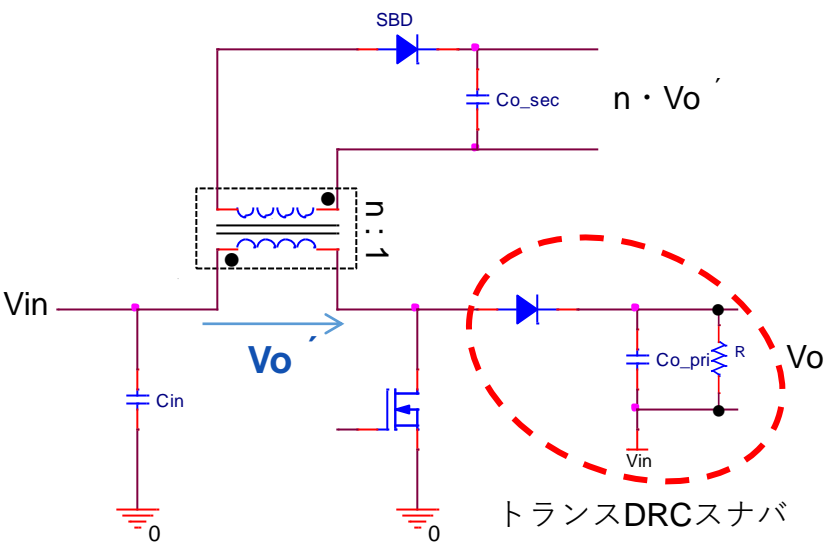 SBD
Co_sec
n・Vo ´
n : 1
Vin
Vo ´
Cin
Co_pri
R
Vo
Vin
トランスDRCスナバ
0
0